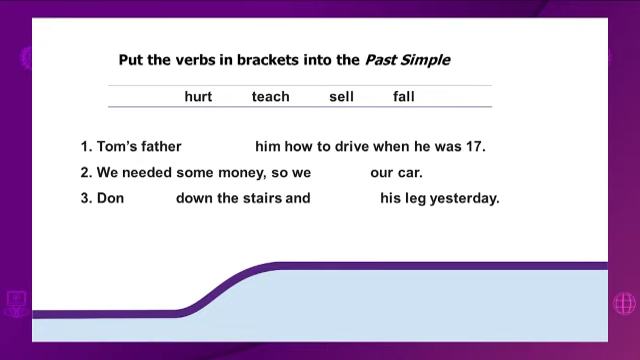 Put the verbs in brackets into the Past Simple
hurt teach sell fall
1. Tom's father him how to drive when he was 17.
2. We needed some money, so we our car.
3. Don down the stairs and his leg yesterday.